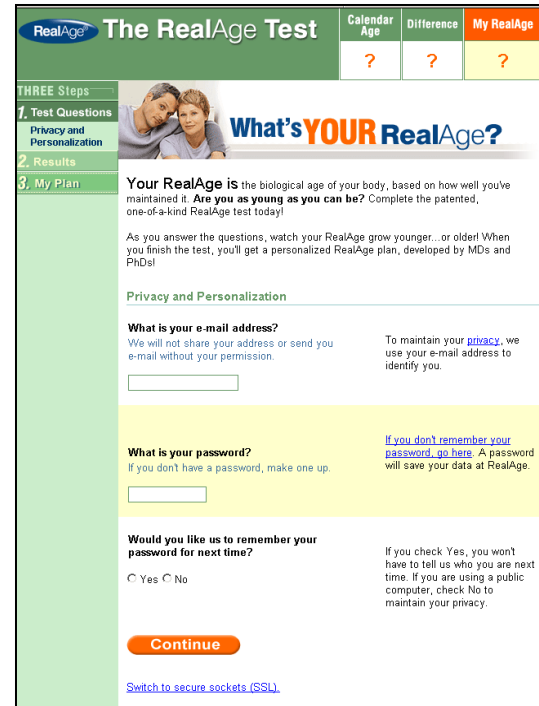 RealAge® The RealAge Test
Calendar Age
Difference
My RealAge
?
?
?
THREE Steps
1. Test Questions
Privacy and
Personalization
2. Results
3. My Plan
What's YOUR RealAge?
Your RealAge is the biological age of your body, based on how well you've
maintained it. Are you as young as you can be? Complete the patented,
one-of-a-kind RealAge test today!
As you answer the questions, watch your RealAge grow younger...or older! When
you finish the test, you'll get a personalized RealAge plan, developed by MDs and
PhDs!
Privacy and Personalization
What is your e-mail address?
We will not share your address or send you
e-mail without your permission.
To maintain your privacy, we
use your e-mail address to
identify you.
What is your password?
If you don't have a password, make one up.
If you don't remember your
password, go here. A password
will save your data at RealAge.
Would you like us to remember your
password for next time?
Yes No
If you check Yes, you won't
have to tell us who you are next
time. If you are using a public
computer, check No to
maintain your privacy.
Continue
Switch to secure sockets (SSL).